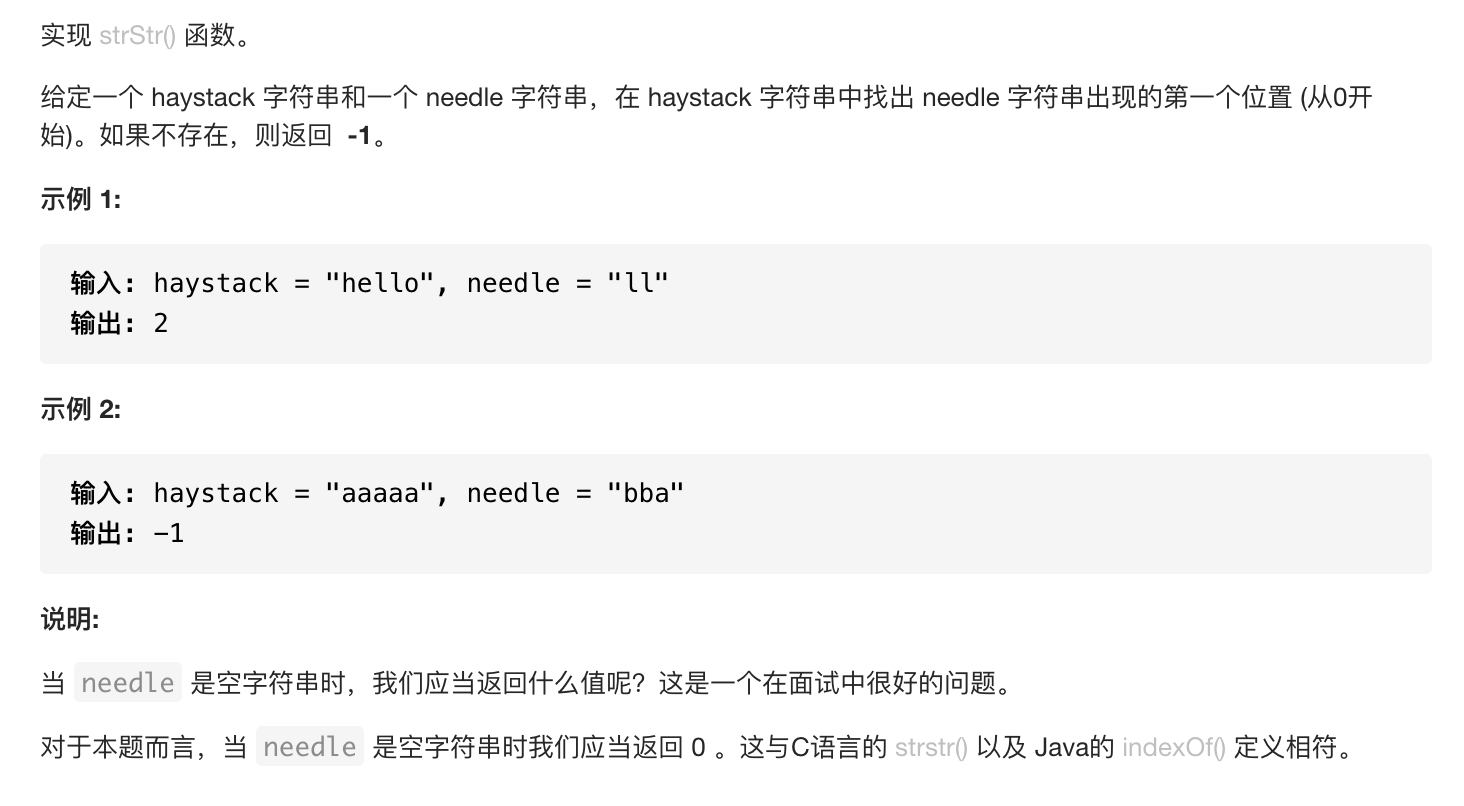 实现 strStr() 函数。
给定一个 haystack 字符串和一个 needle 字符串，在 haystack 字符串中找出 needle 字符串出现的第一个位置 (从0开
始)。如果不存在，则返回  -1。
示例 1:
输入: haystack = "hello", needle = "ll"
输出: 2
示例 2:
输入: haystack = "aaaaa", needle = "bba"
输出: -1
说明:
当 needle 是空字符串时，我们应当返回什么值呢？这是一个在面试中很好的问题。
对于本题而言，当 needle 是空字符串时我们应当返回 0 。这与C语言的 strstr() 以及 Java的 indexOf() 定义相符。